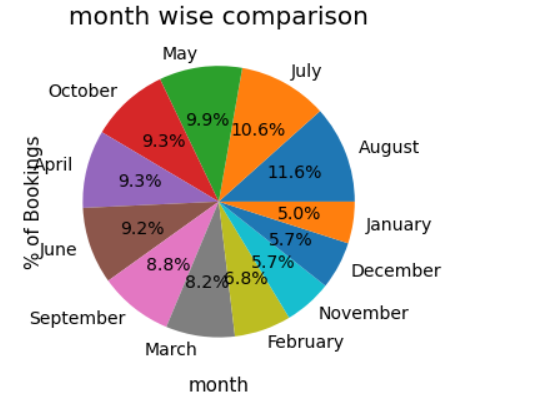 month wise comparison
May
July
October
9.9%
10.6%
9.3%
August
11.6%
April
9.3%
% of Bookings
5.0%
January
9.2%
5.7%
June
8.8%
5.7%
December
8.2%
6.8%
September
November
March
February
month